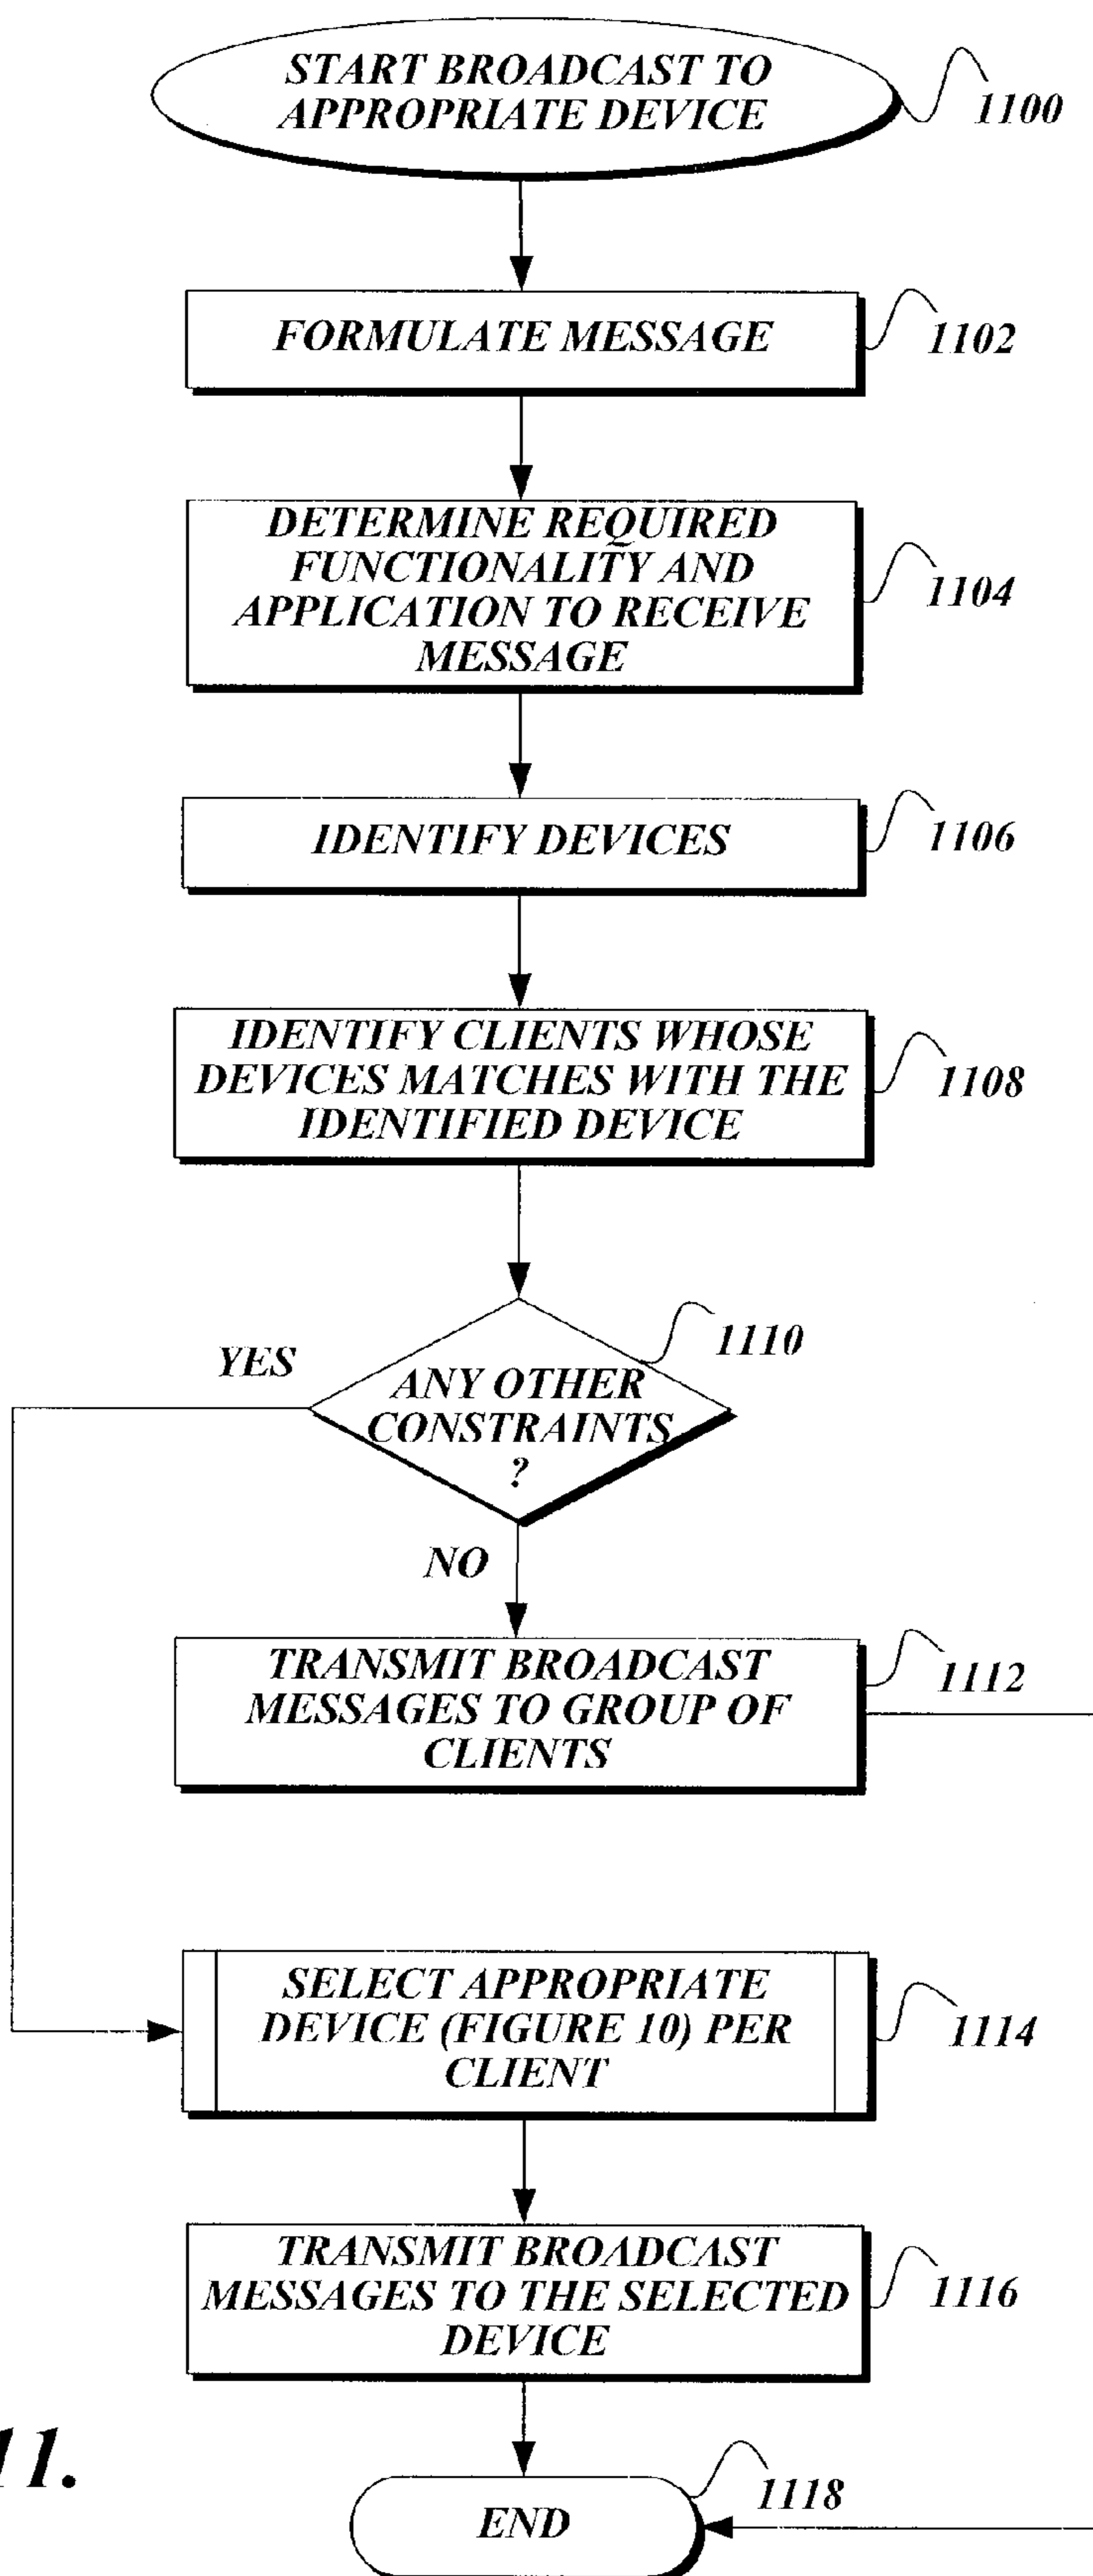 START BROADCAST TO
APPROPRIATE DEVICE
1100
FORMULATE MESSAGE
1102
DETERMINE REQUIRED
FUNCTIONALITY AND
APPLICATION TO RECEIVE
MESSAGE
1104
IDENTIFY DEVICES
1106
IDENTIFY CLIENTS WHOSE
DEVICES MATCHES WITH THE
IDENTIFIED DEVICE
1108
1110
YES
ANY OTHER
CONSTRAINTS
?
NO
TRANSMIT BROADCAST
MESSAGES TO GROUP OF
CLIENTS
1112
SELECT APPROPRIATE
DEVICE (FIGURE 10) PER
CLIENT
1114
TRANSMIT BROADCAST
MESSAGES TO THE SELECTED
DEVICE
1116
11.
1118
END